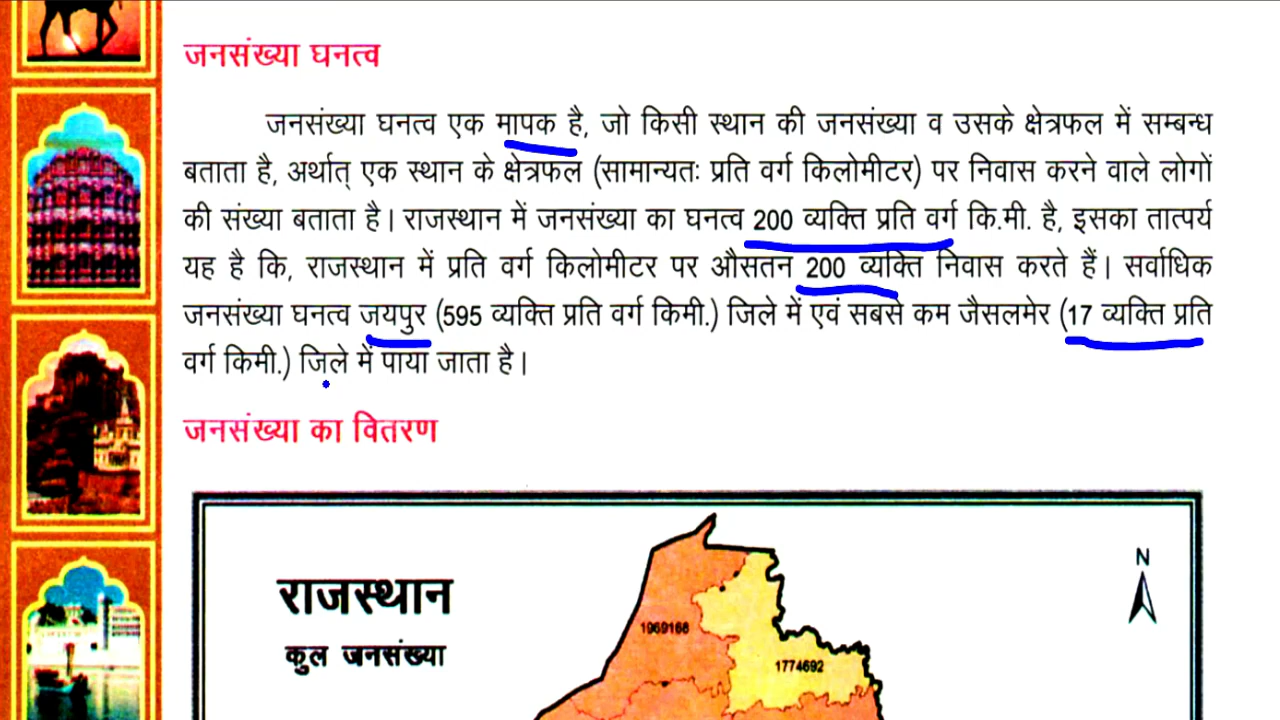 जनसंख्या घनत्व
जनसंख्या घनत्व एक मापक है, जो किसी स्थान की जनसंख्या व उसके क्षेत्रफल में सम्बन्ध
बताता है, अर्थात् एक स्थान के क्षेत्रफल (सामान्यतः प्रति वर्ग किलोमीटर) पर निवास करने वाले लोगों
की संख्या बताता है। राजस्थान में जनसंख्या का घनत्व 200 व्यक्ति प्रति वर्ग कि.मी. है, इसका तात्पर्य
यह है कि, राजस्थान में प्रति वर्ग किलोमीटर पर औसतन 200 व्यक्ति निवास करते हैं। सर्वाधिक
जनसंख्या घनत्व जयपुर (595 व्यक्ति प्रति वर्ग किमी.) जिले में एवं सबसे कम जैसलमेर (17 व्यक्ति प्रति
वर्ग किमी.) जिले में पाया जाता है।
जनसंख्या का वितरण
N
राजस्थान
कुल जनसंख्या
1969168
1774692